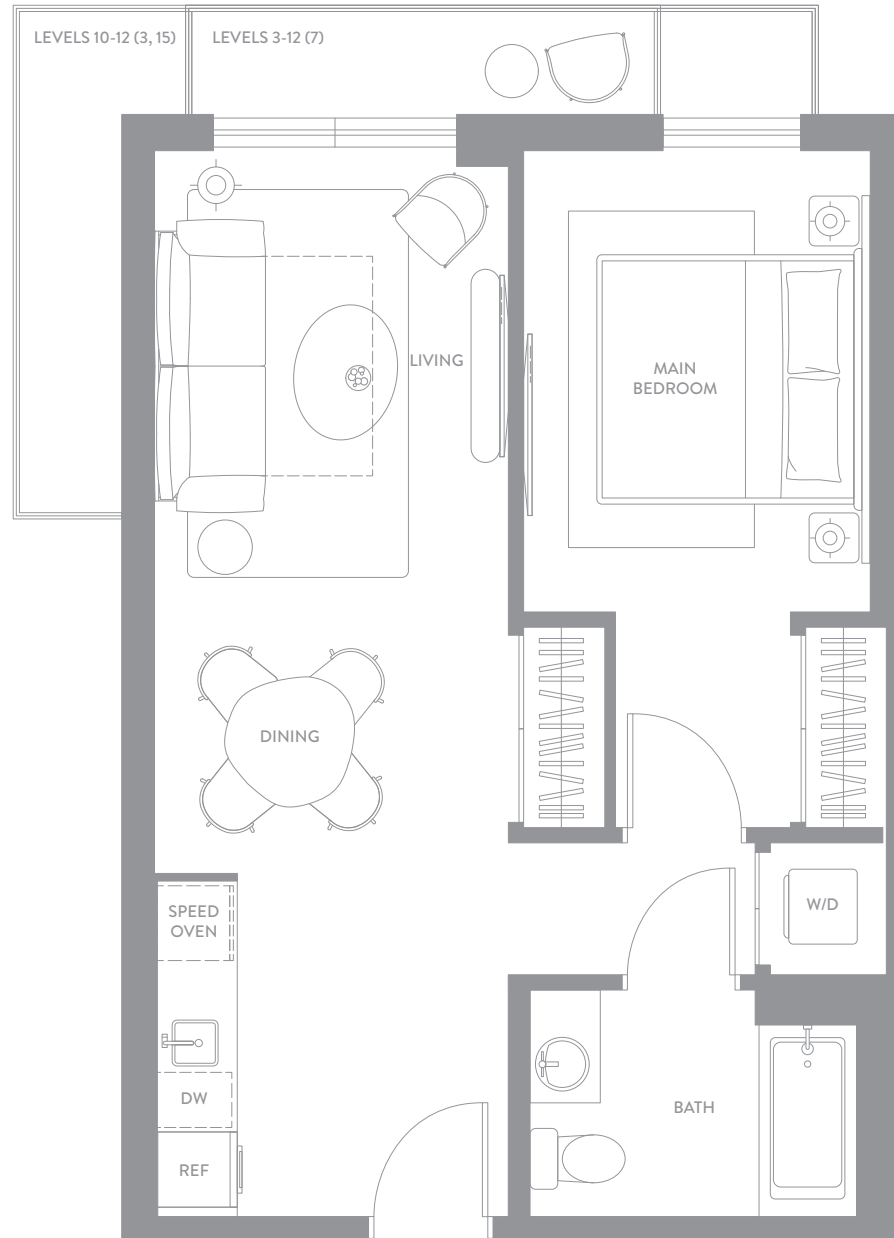 LEVELS 10-12 (3, 15)
LEVELS 3-12 (7)
LIVING
MAIN
BEDROOM
DINING
SPEED
OVEN
W/D
DW
BATH
REF